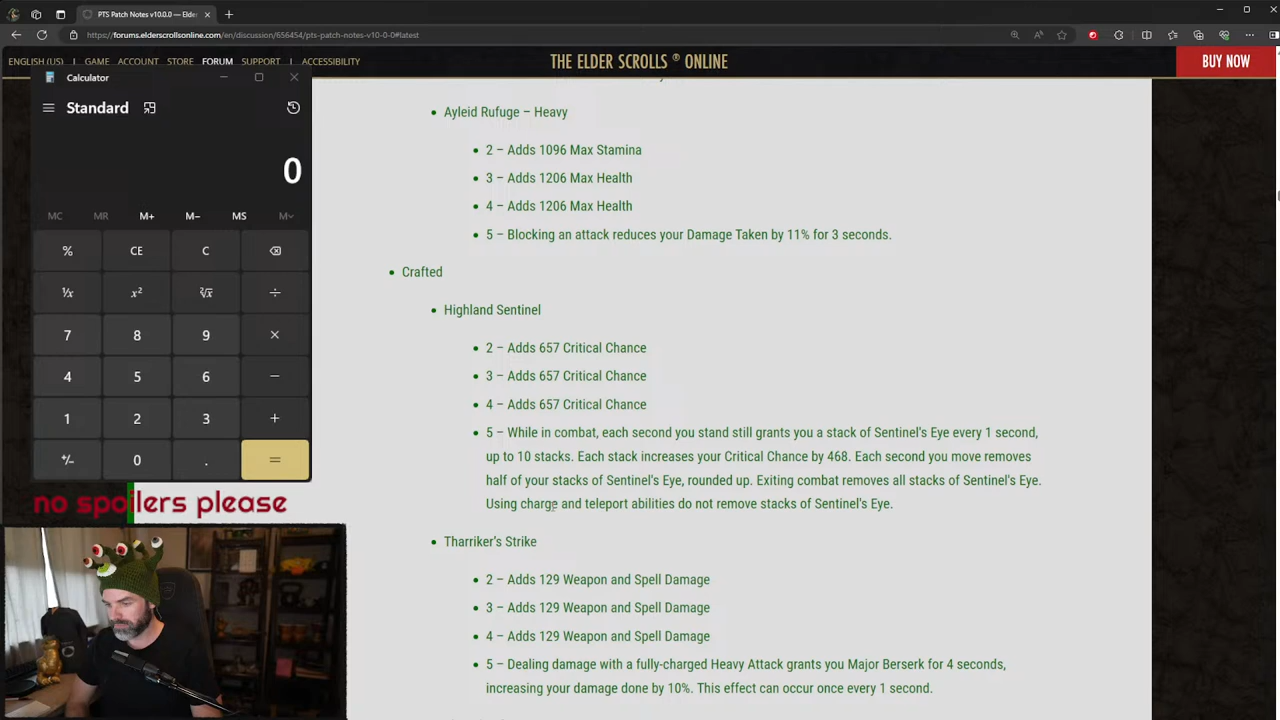 PTS Patch Notes v10.0.0 — Elder
https://forums.elderscrollsonline.com/en/discussion/656454/pts-patch-notes-v10-0-0#latest
ENGLISH (US) GAME ACCOUNT STORE FORUM SUPPORT ACCESSIBILITY
THE ELDER SCROLLS ® ONLINE
BUY NOW
Calculator
Standard
0
MC MR M+ M− MS M˅
% CE C
⅟x x² ²√x ÷
7 8 9 ×
4 5 6 −
1 2 3 +
+/− 0 . =
no spoilers please
Ayleid Rufuge – Heavy
2 – Adds 1096 Max Stamina
3 – Adds 1206 Max Health
4 – Adds 1206 Max Health
5 – Blocking an attack reduces your Damage Taken by 11% for 3 seconds.
Crafted
Highland Sentinel
2 – Adds 657 Critical Chance
3 – Adds 657 Critical Chance
4 – Adds 657 Critical Chance
5 – While in combat, each second you stand still grants you a stack of Sentinel's Eye every 1 second,
up to 10 stacks. Each stack increases your Critical Chance by 468. Each second you move removes
half of your stacks of Sentinel's Eye, rounded up. Exiting combat removes all stacks of Sentinel's Eye.
Using charge and teleport abilities do not remove stacks of Sentinel's Eye.
Tharriker's Strike
2 – Adds 129 Weapon and Spell Damage
3 – Adds 129 Weapon and Spell Damage
4 – Adds 129 Weapon and Spell Damage
5 – Dealing damage with a fully-charged Heavy Attack grants you Major Berserk for 4 seconds,
increasing your damage done by 10%. This effect can occur once every 1 second.